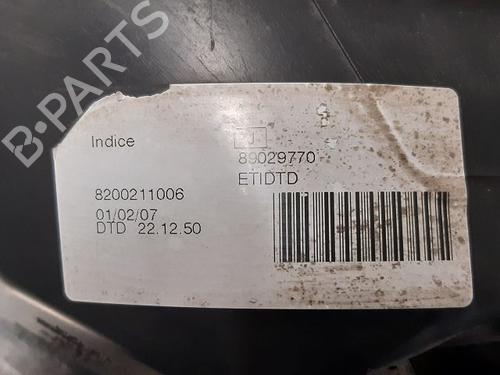 B-PARTS
Indice
J
89029770
ETIDTD
8200211006
01/02/07
DTD 22.12.50